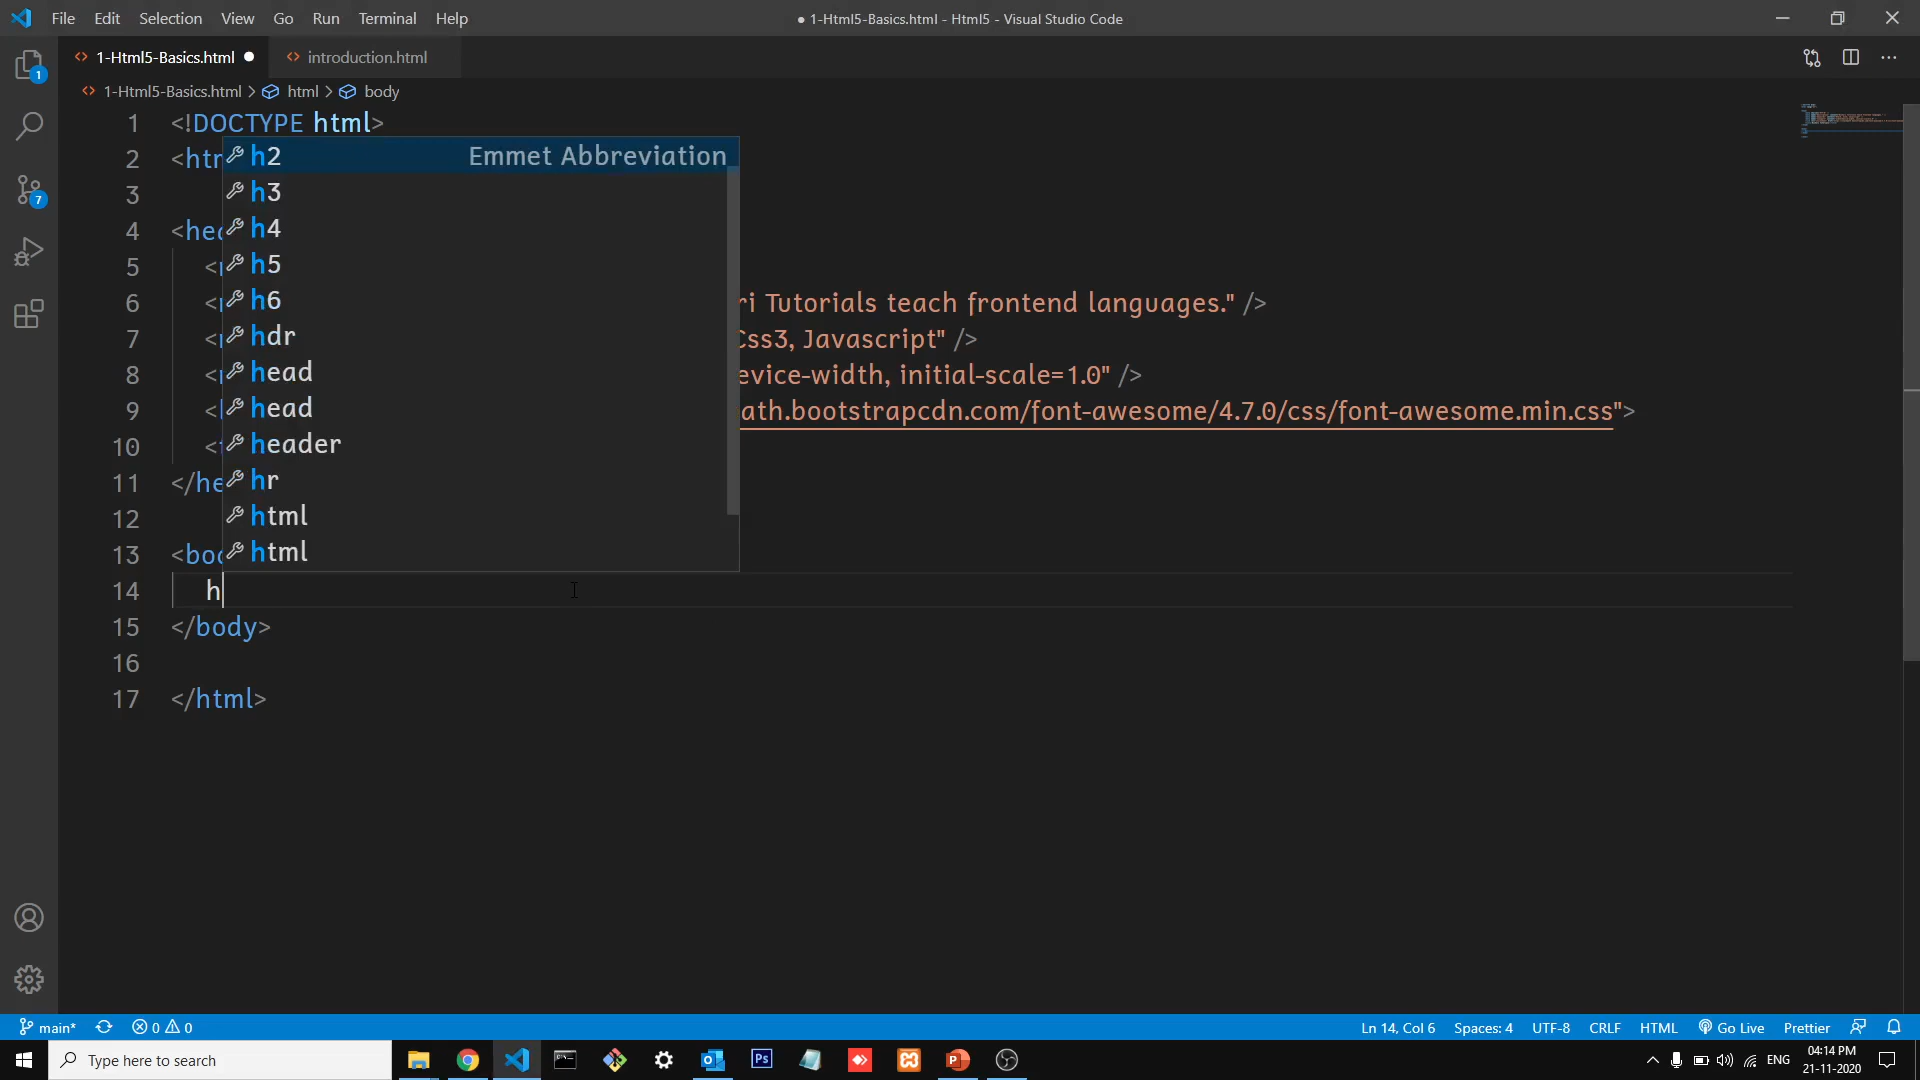 File Edit Selection View Go Run Terminal Help
● 1-Html5-Basics.html - Html5 - Visual Studio Code
1-Html5-Basics.html ● introduction.html
1-Html5-Basics.html > html > body
1 <!DOCTYPE html>
2 <htr
3
4 <hea
5 <
6 < ri Tutorials teach frontend languages." />
7 < Css3, Javascript" />
8 < evice-width, initial-scale=1.0" />
9 < ath.bootstrapcdn.com/font-awesome/4.7.0/css/font-awesome.min.css">
10 <
11 </he
12
13 <boo
14 h
15 </body>
16
17 </html>
h2 Emmet Abbreviation
h3
h4
h5
h6
hdr
head
head
header
hr
html
html
1
7
main* 0 0
Ln 14, Col 6 Spaces: 4 UTF-8 CRLF HTML Go Live Prettier
Type here to search
Ps
ENG
04:14 PM
21-11-2020